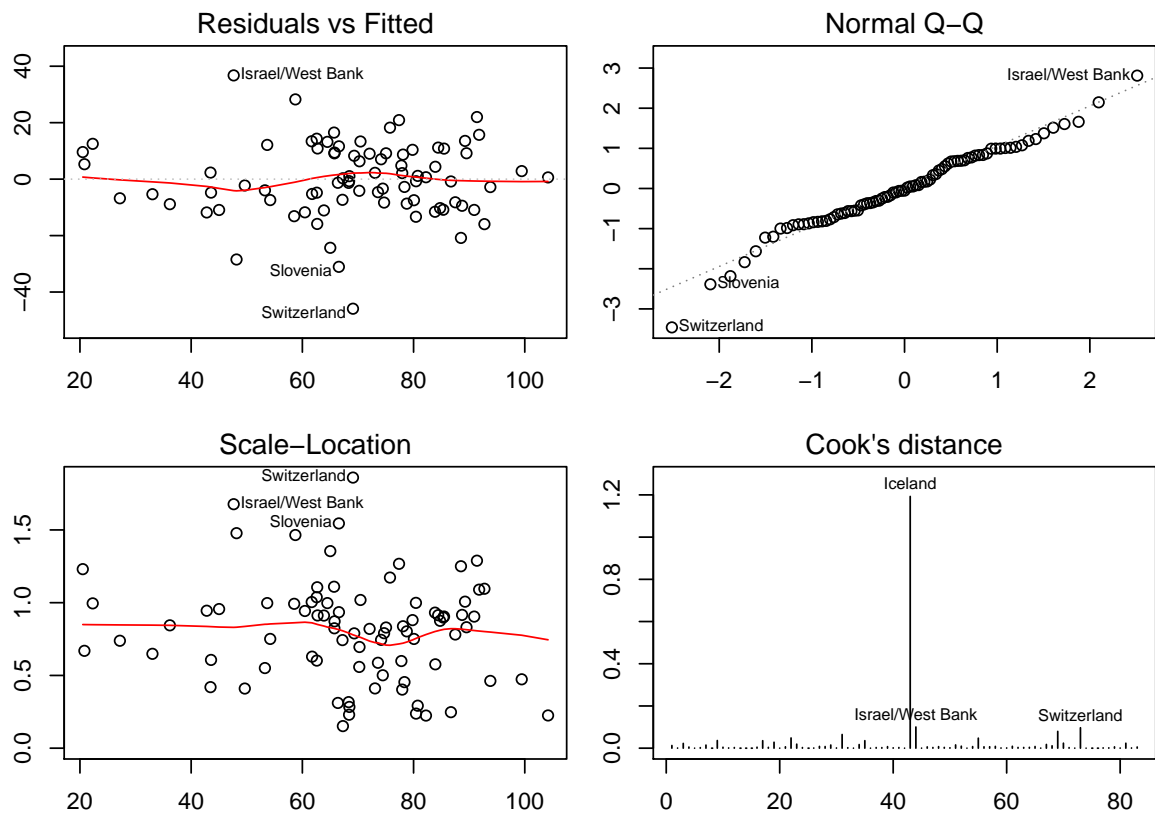 Residuals vs Fitted
40
20
0
−40
20
40
60
80
100
Israel/West Bank
Slovenia
Switzerland
Normal Q−Q
3
2
1
0
−1
−3
−2
−1
0
1
2
Israel/West Bank
Slovenia
Switzerland
Scale−Location
1.5
1.0
0.5
0.0
20
40
60
80
100
Switzerland
Israel/West Bank
Slovenia
Cook's distance
1.2
0.8
0.4
0.0
0
20
40
60
80
Iceland
Israel/West Bank
Switzerland